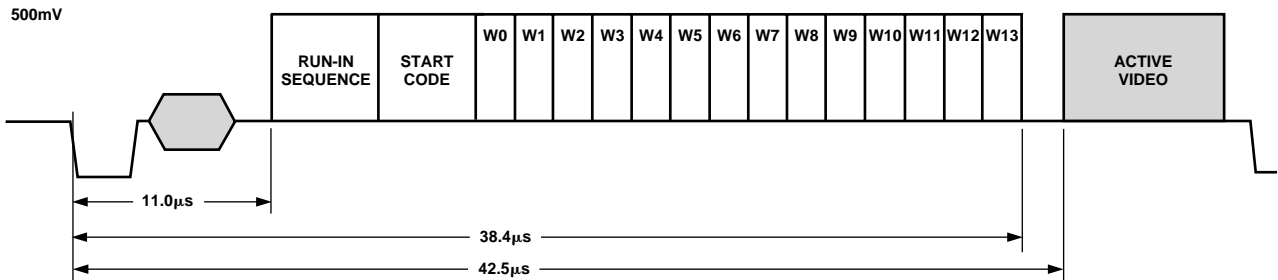 500mV
RUN-IN
SEQUENCE
START
CODE
W0 W1 W2 W3 W4 W5 W6 W7 W8 W9 W10 W11 W12 W13
ACTIVE
VIDEO
11.0μs
38.4μs
42.5μs